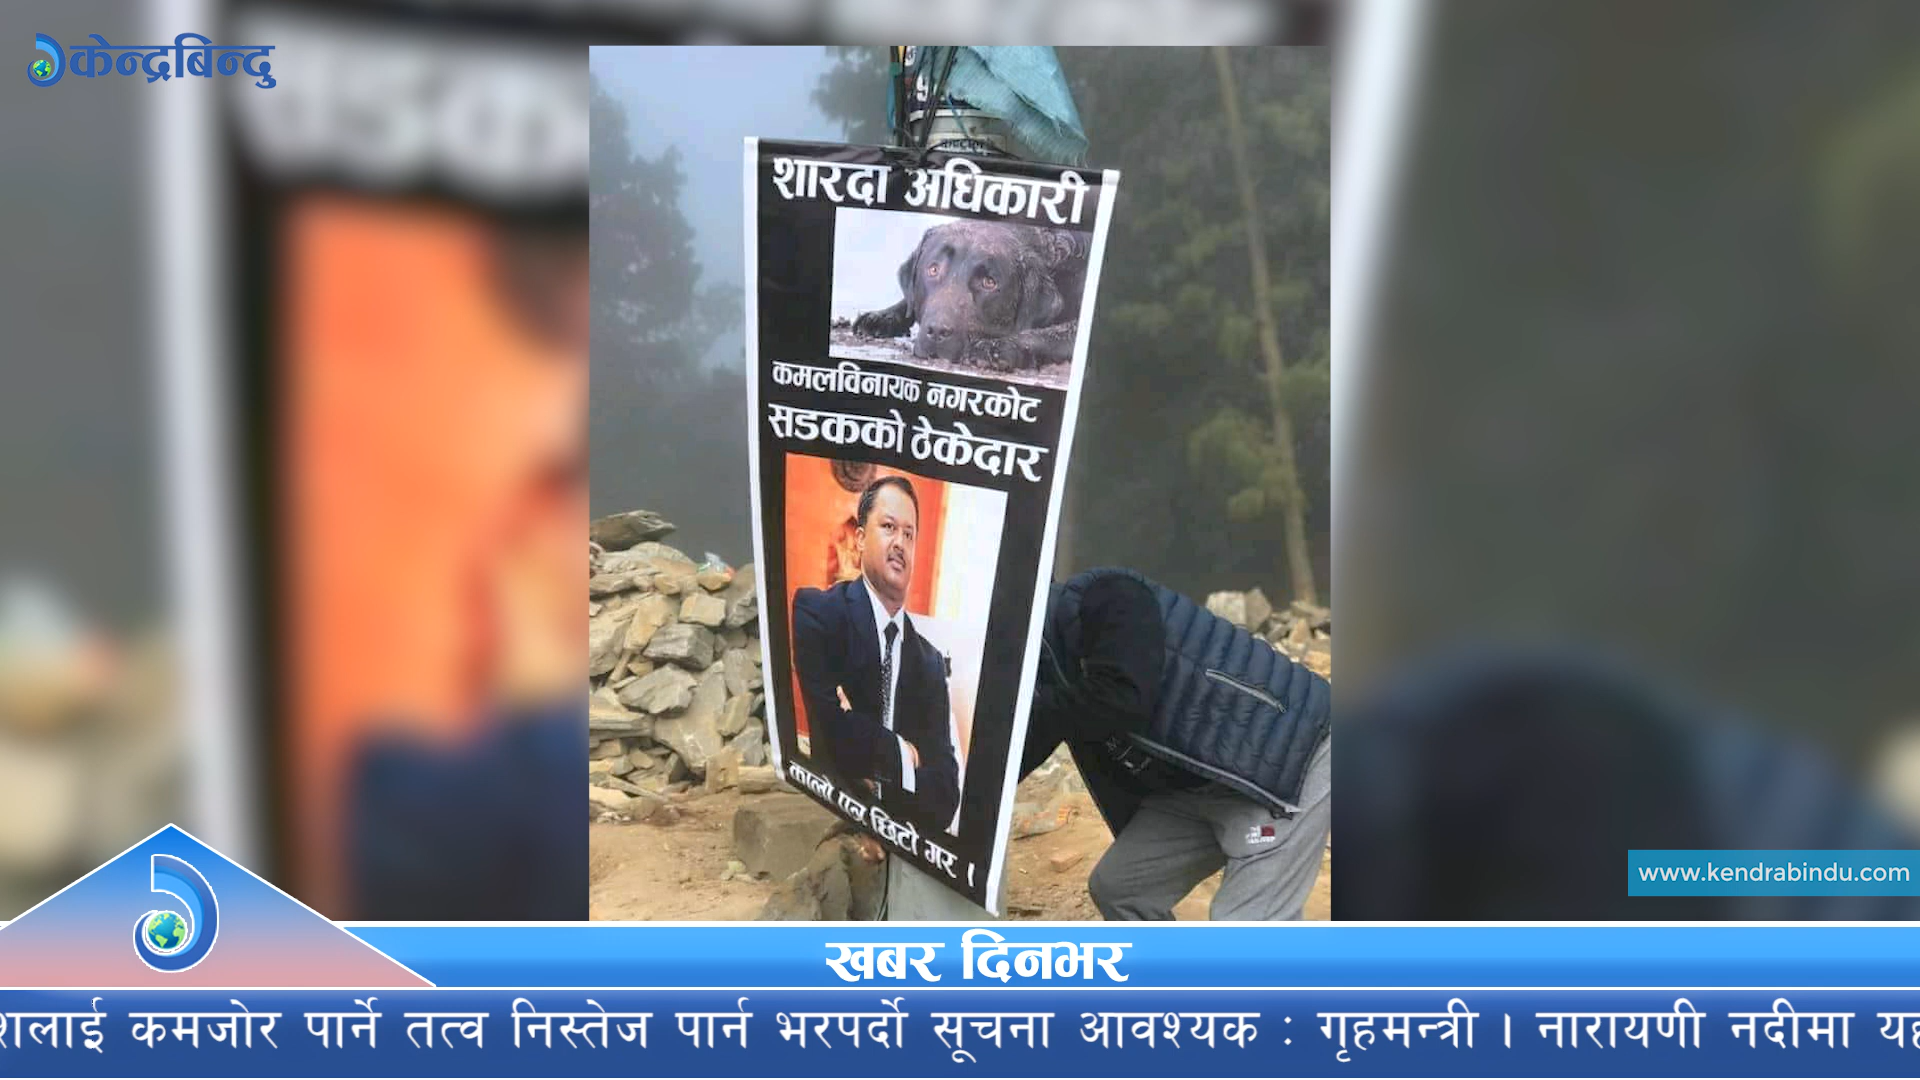 केन्द्रबिन्दु
शारदा अधिकारी
कमलविनायक नगरकोट
सडकको ठेकेदार
कालो पत्र छिटो गर ।
www.kendrabindu.com
खबर दिनभर
शलाई कमजोर पार्ने तत्व निस्तेज पार्न भरपर्दो सूचना आवश्यक : गृहमन्त्री । नारायणी नदीमा यह